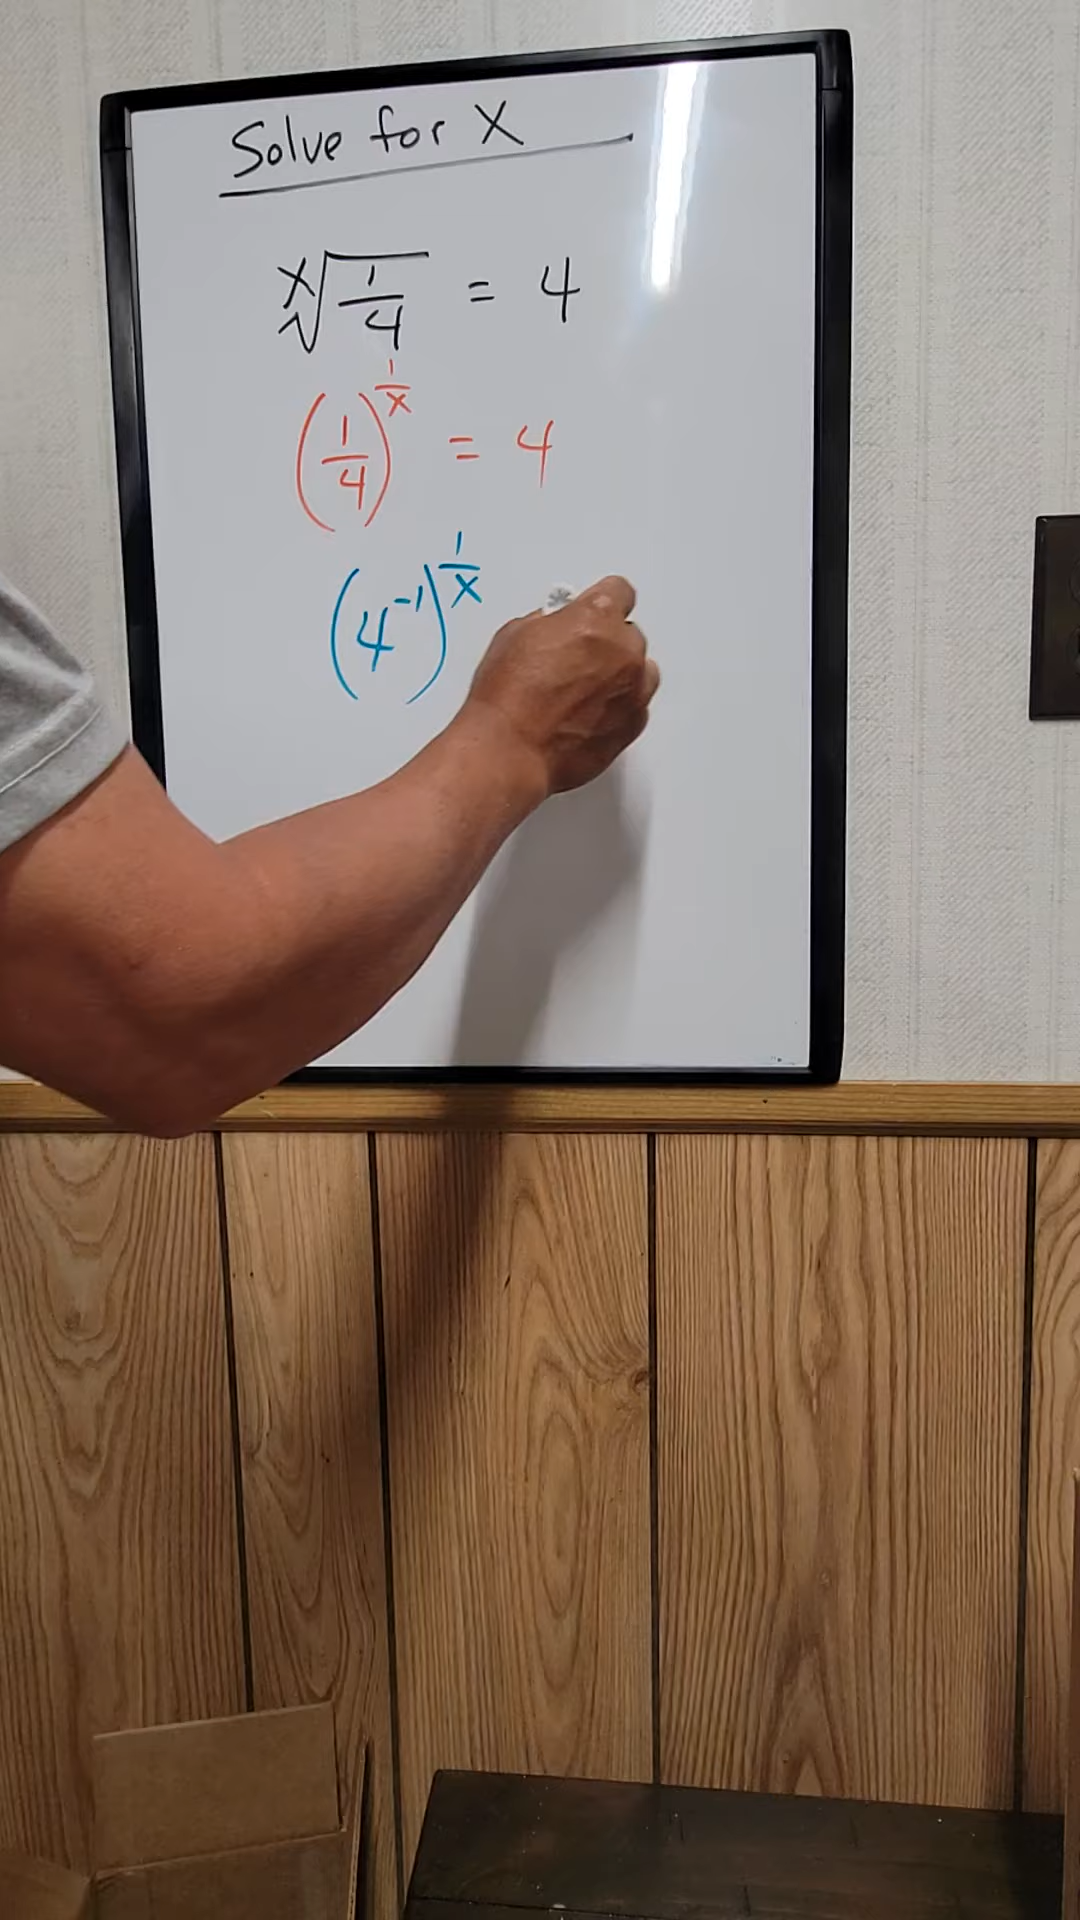 Solve for X
ˣ√(1/4) = 4
(1/4)^(1/x) = 4
(4⁻¹)^(1/x)